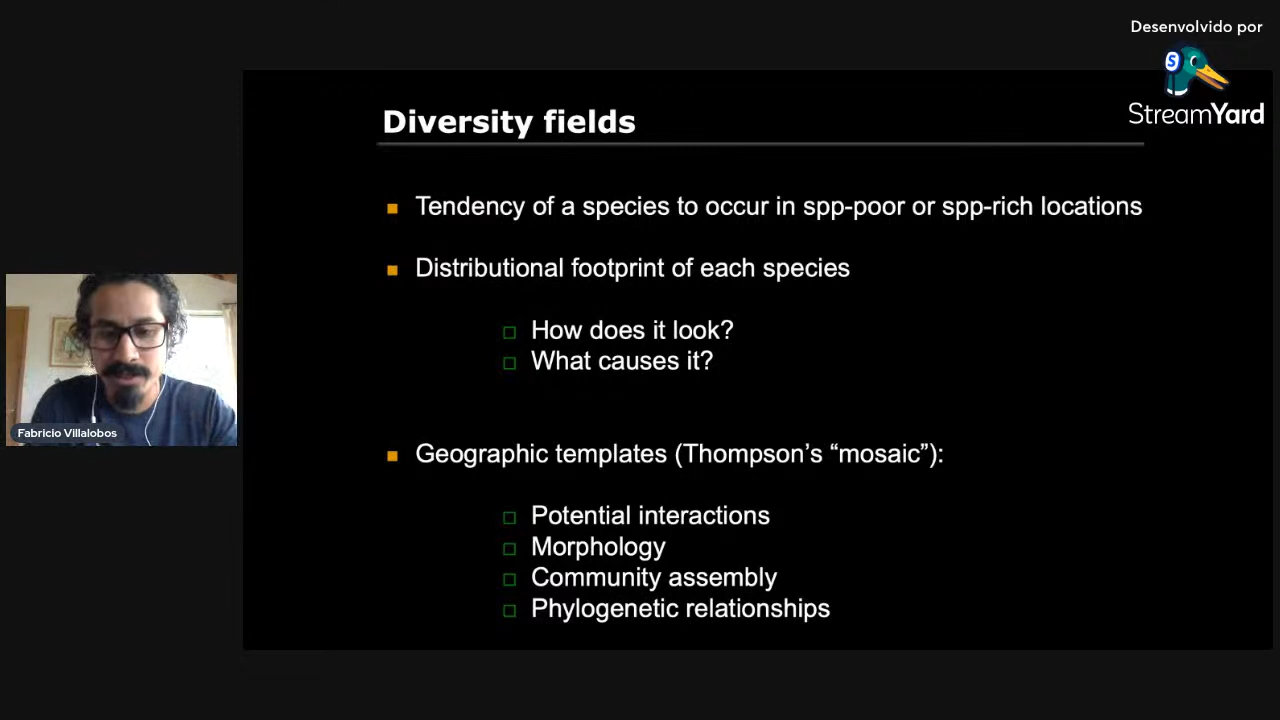 Desenvolvido por
S
StreamYard
Diversity fields
Tendency of a species to occur in spp-poor or spp-rich locations
Distributional footprint of each species
How does it look?
What causes it?
Geographic templates (Thompson’s “mosaic”):
Potential interactions
Morphology
Community assembly
Phylogenetic relationships
Fabricio Villalobos